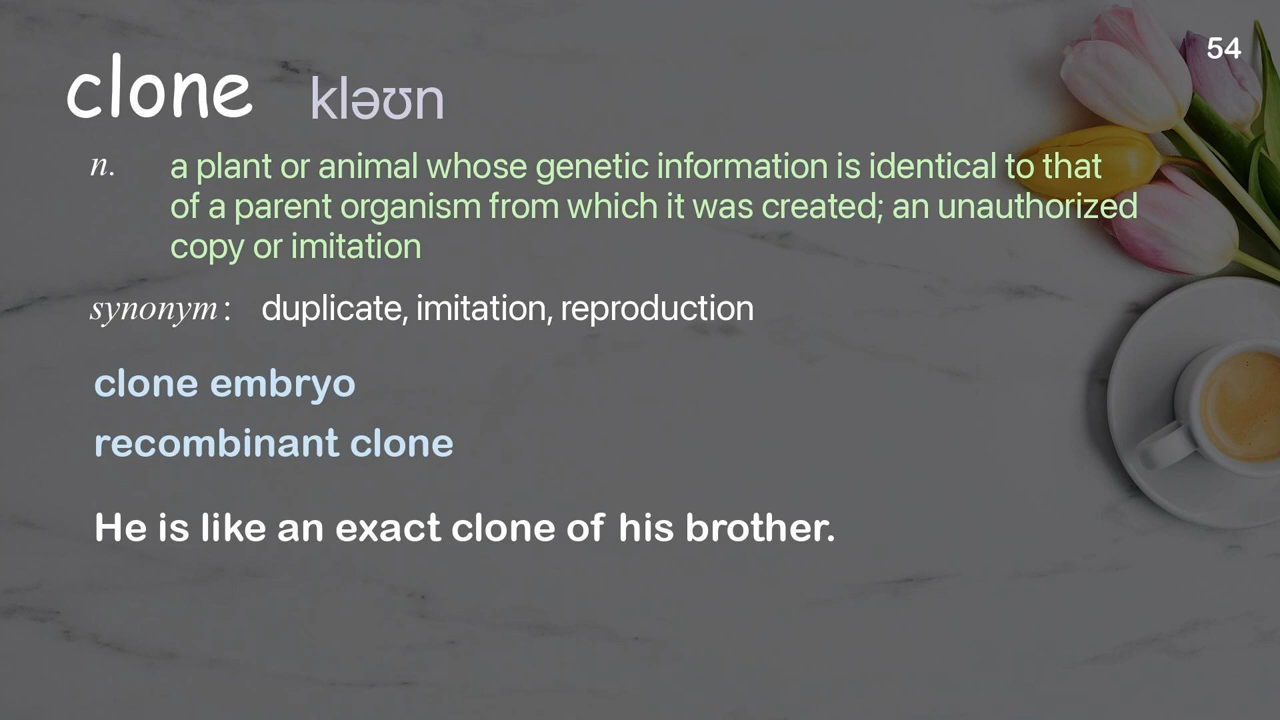 54
clone kləʊn
n. a plant or animal whose genetic information is identical to that
of a parent organism from which it was created; an unauthorized
copy or imitation
synonym: duplicate, imitation, reproduction
clone embryo
recombinant clone
He is like an exact clone of his brother.